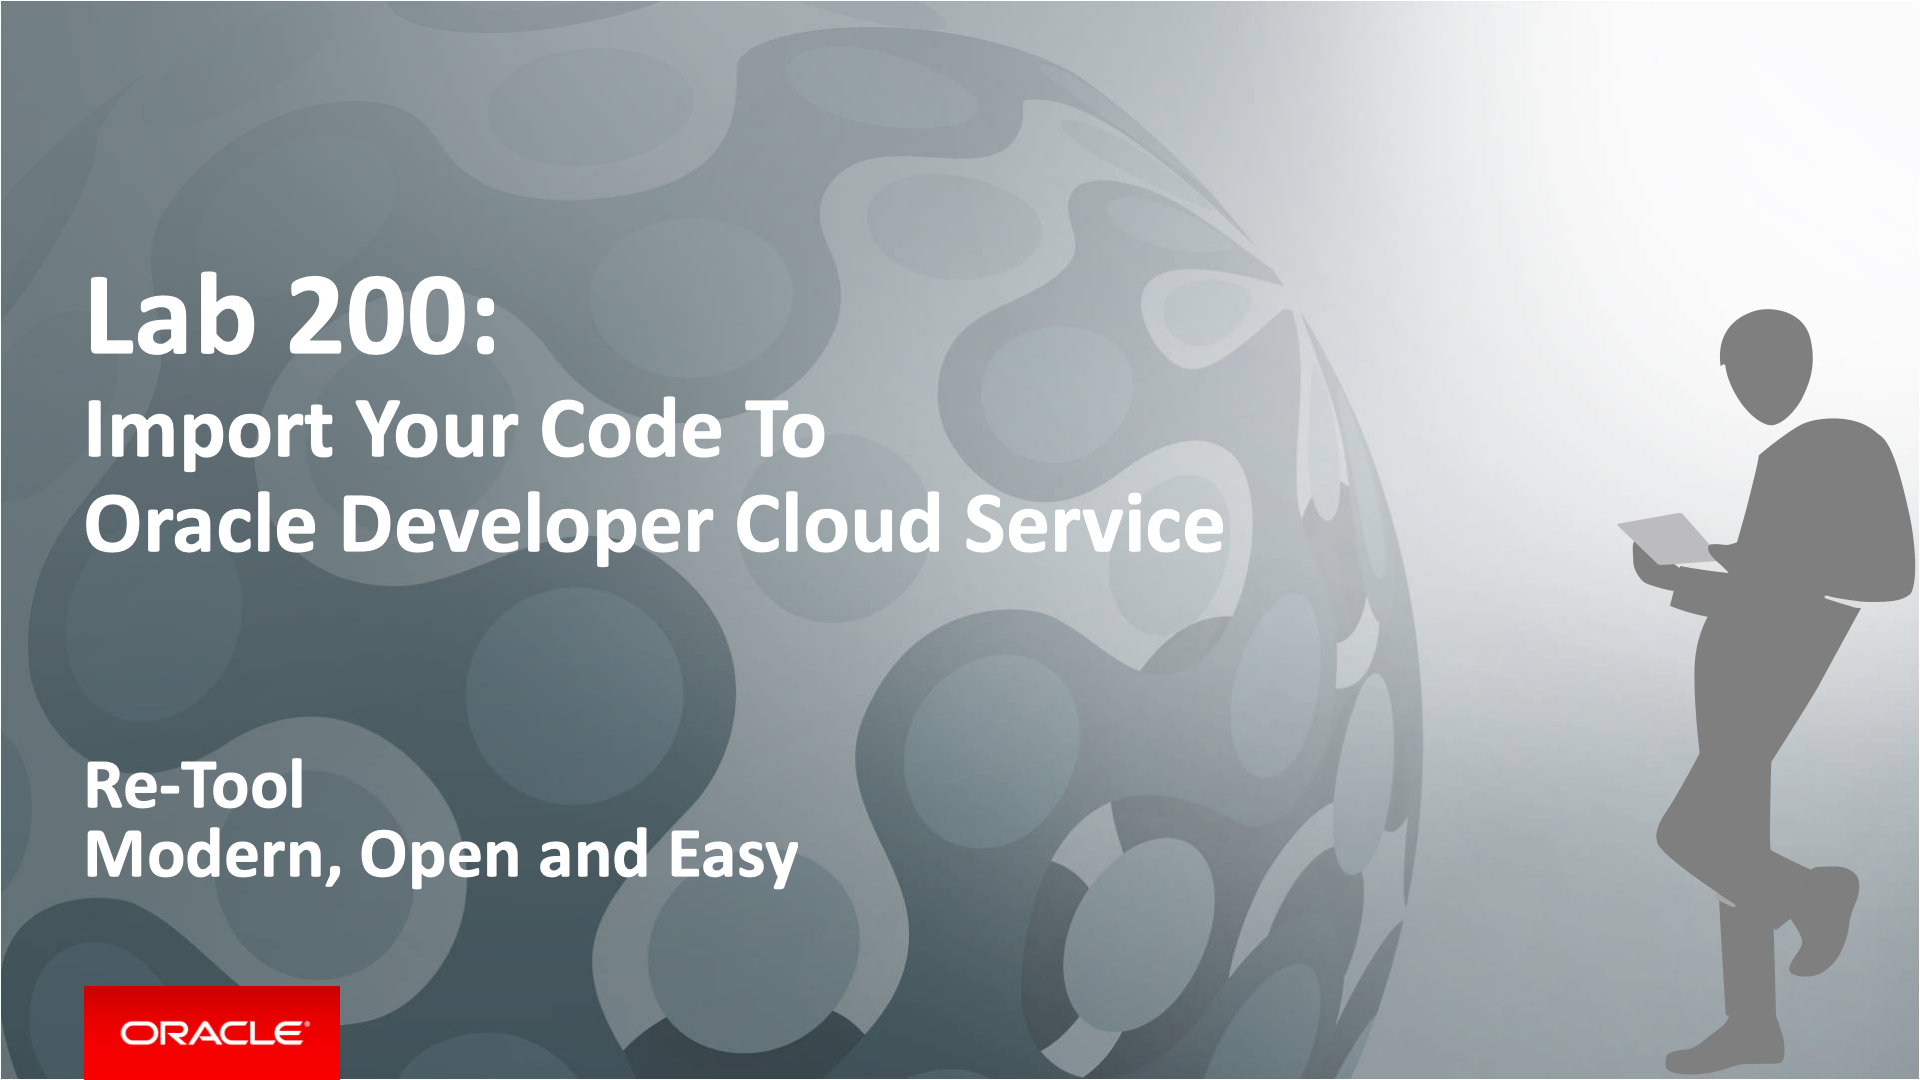 Lab 200:
Import Your Code To
Oracle Developer Cloud Service
Re-Tool
Modern, Open and Easy
ORACLE®